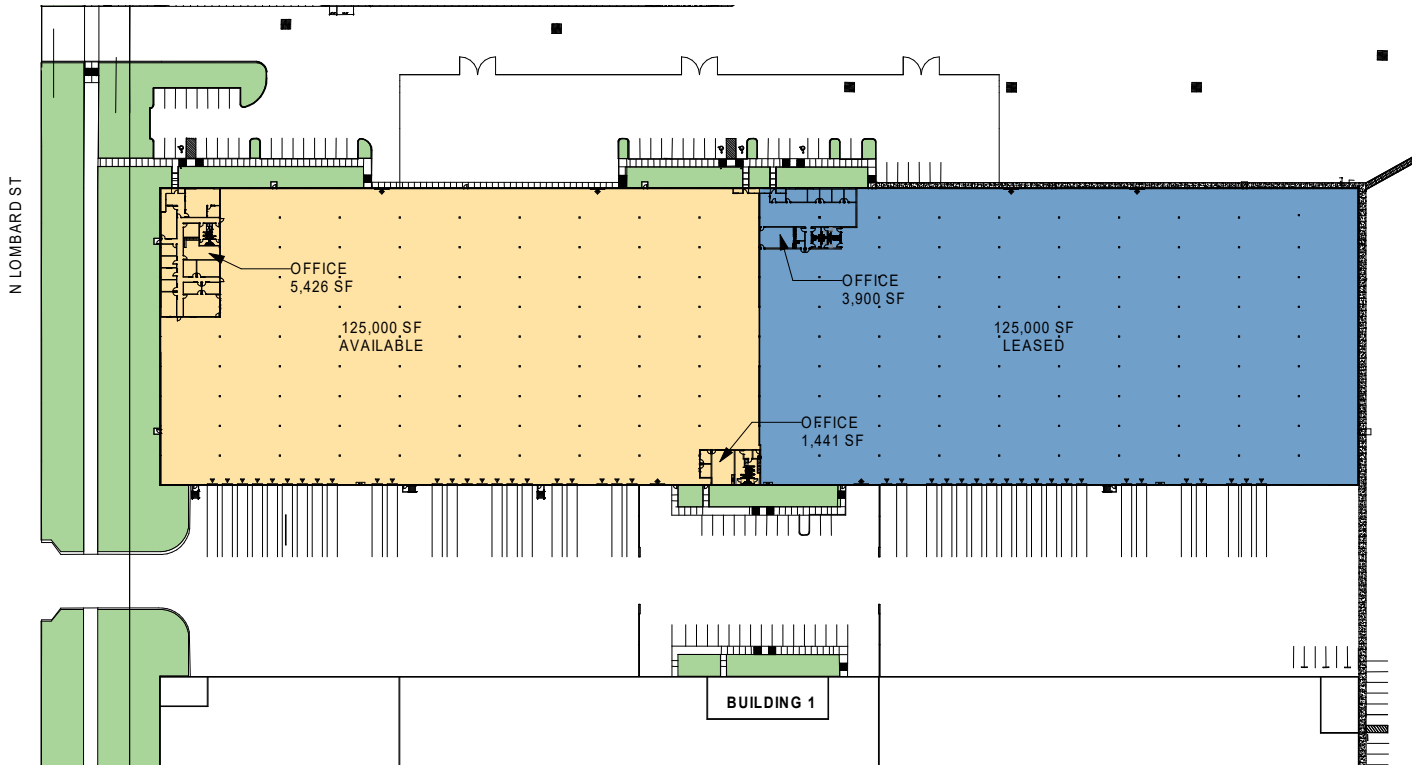 N LOMBARD ST
OFFICE
5,426 SF
OFFICE
3,900 SF
125,000 SF
AVAILABLE
125,000 SF
LEASED
OFFICE
1,441 SF
BUILDING 1